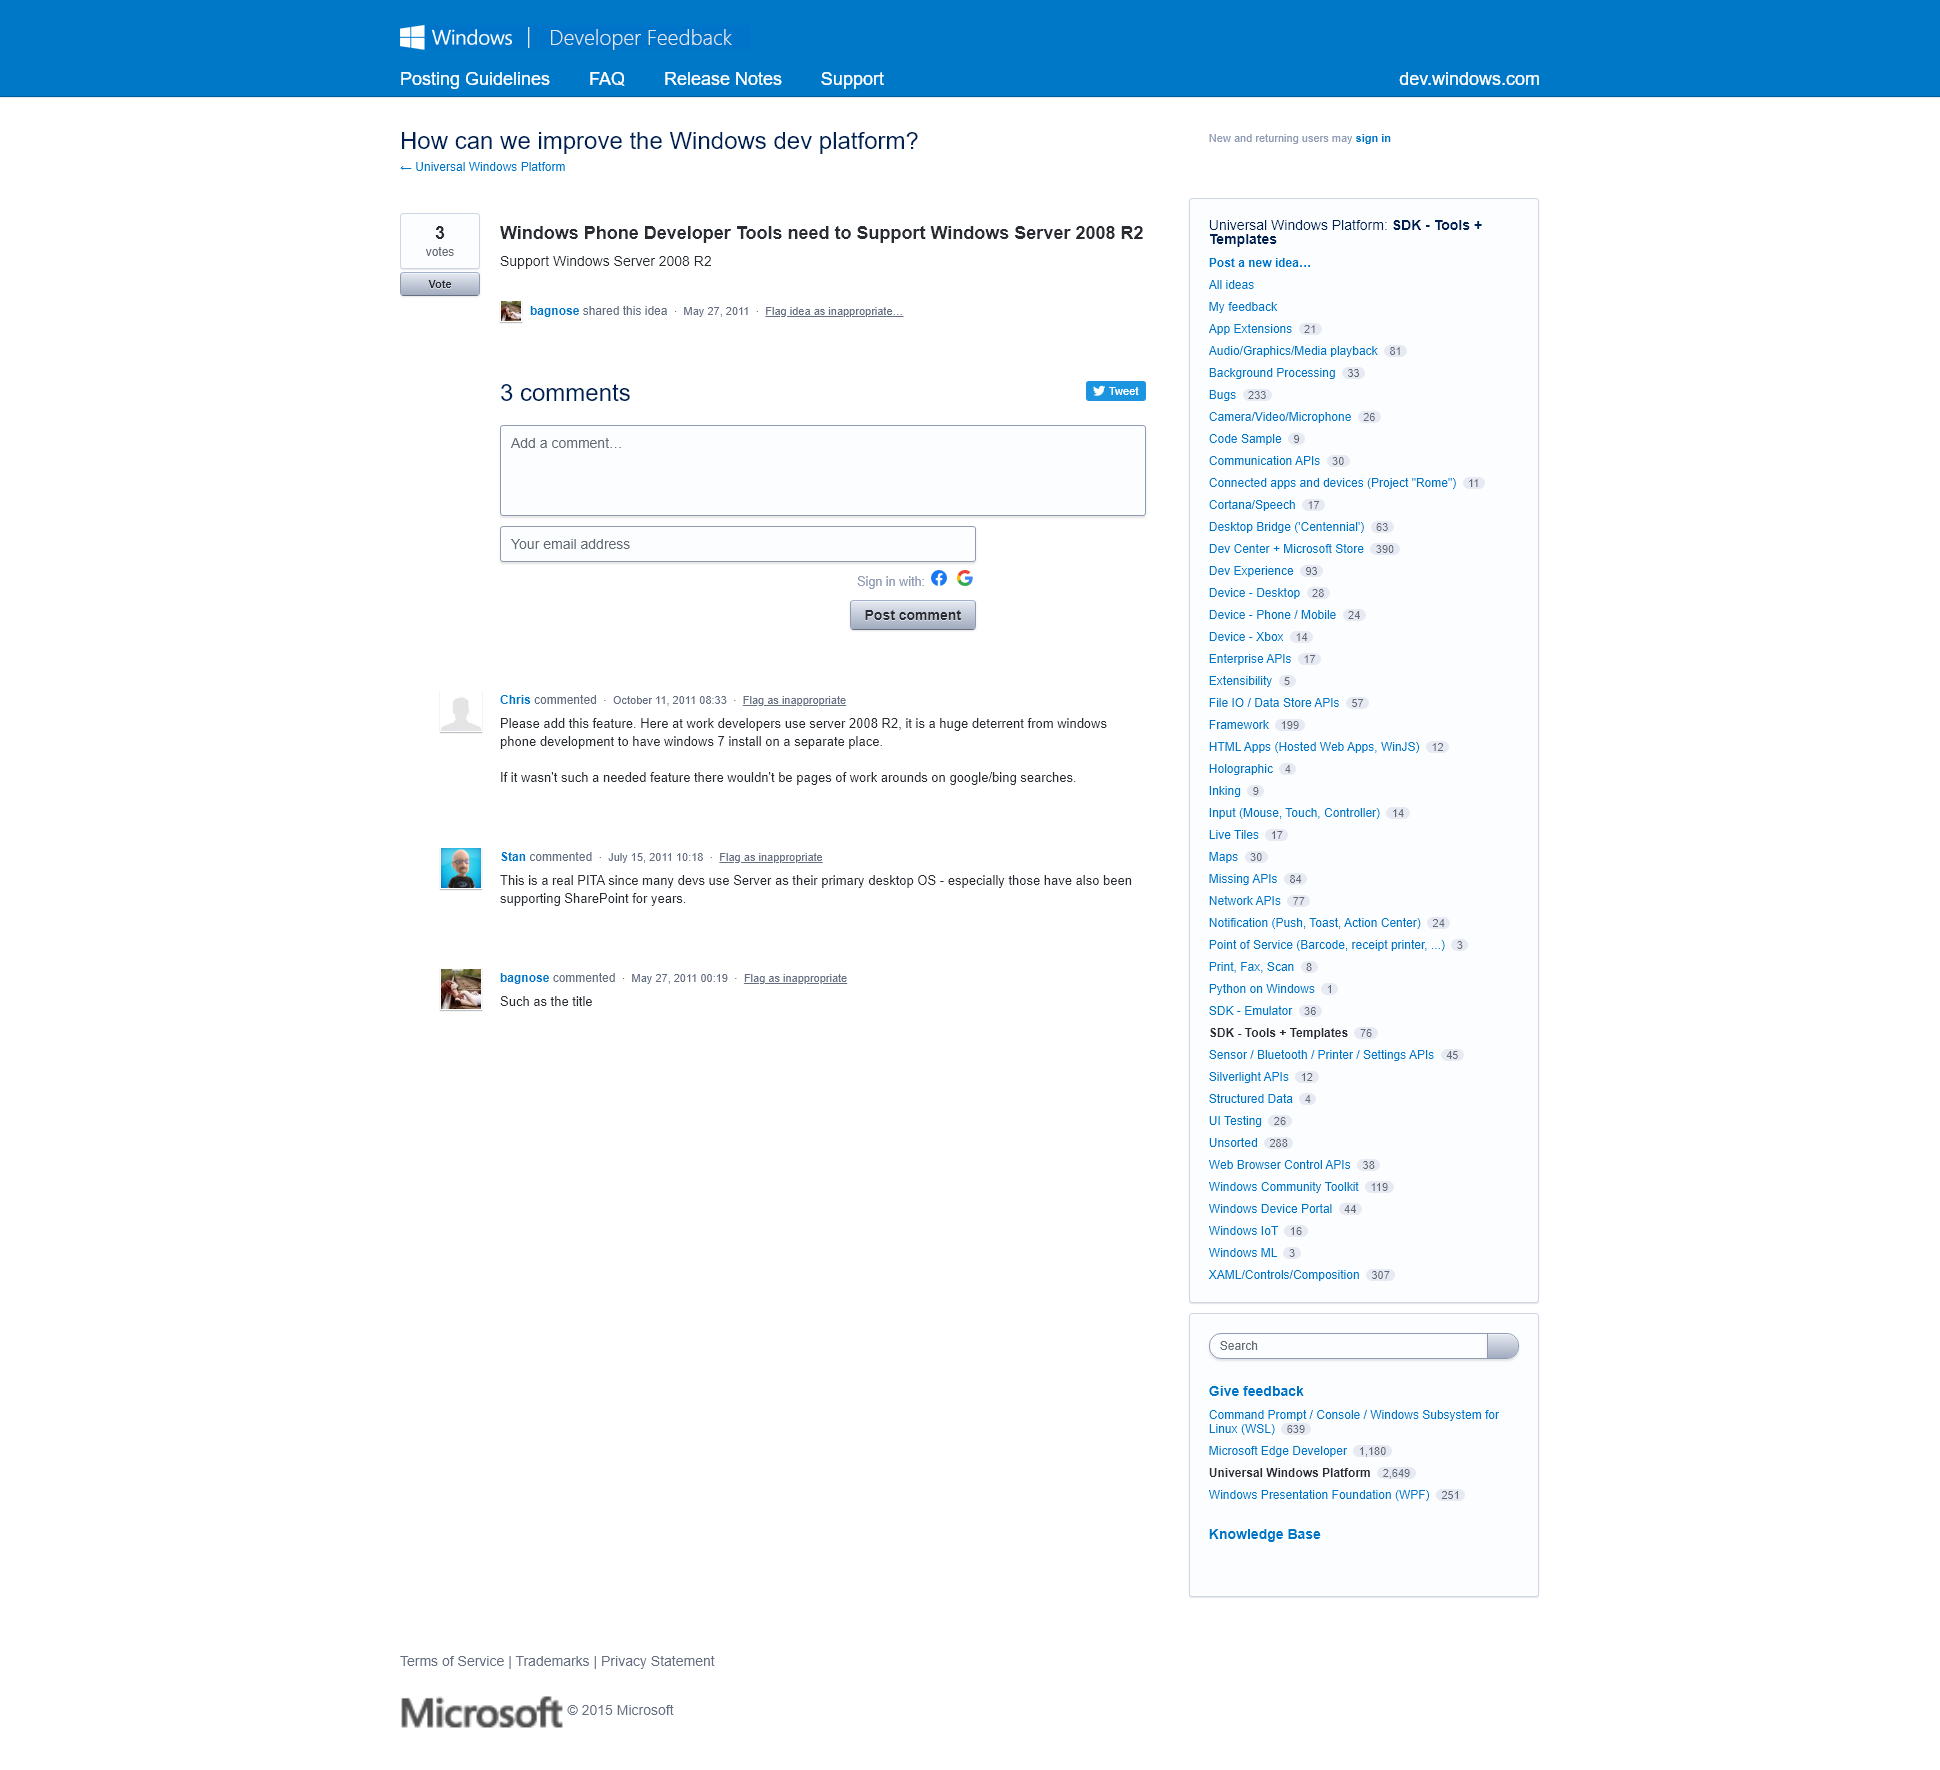 Windows | Developer Feedback
Posting Guidelines FAQ Release Notes Support dev.windows.com
How can we improve the Windows dev platform?
← Universal Windows Platform
New and returning users may sign in
3
votes
Vote
Windows Phone Developer Tools need to Support Windows Server 2008 R2
Support Windows Server 2008 R2
bagnose shared this idea · May 27, 2011 · Flag idea as inappropriate…
3 comments
Tweet
Add a comment…
Your email address
Sign in with:
Post comment
Chris commented · October 11, 2011 08:33 · Flag as inappropriate
Please add this feature. Here at work developers use server 2008 R2, it is a huge deterrent from windows
phone development to have windows 7 install on a separate place.
If it wasn't such a needed feature there wouldn't be pages of work arounds on google/bing searches.
Stan commented · July 15, 2011 10:18 · Flag as inappropriate
This is a real PITA since many devs use Server as their primary desktop OS - especially those have also been
supporting SharePoint for years.
bagnose commented · May 27, 2011 00:19 · Flag as inappropriate
Such as the title
Universal Windows Platform: SDK - Tools +
Templates
Post a new idea…
All ideas
My feedback
App Extensions 21
Audio/Graphics/Media playback 81
Background Processing 33
Bugs 233
Camera/Video/Microphone 26
Code Sample 9
Communication APIs 30
Connected apps and devices (Project "Rome") 11
Cortana/Speech 17
Desktop Bridge ('Centennial') 63
Dev Center + Microsoft Store 390
Dev Experience 93
Device - Desktop 28
Device - Phone / Mobile 24
Device - Xbox 14
Enterprise APIs 17
Extensibility 5
File IO / Data Store APIs 57
Framework 199
HTML Apps (Hosted Web Apps, WinJS) 12
Holographic 4
Inking 9
Input (Mouse, Touch, Controller) 14
Live Tiles 17
Maps 30
Missing APIs 84
Network APIs 77
Notification (Push, Toast, Action Center) 24
Point of Service (Barcode, receipt printer, ...) 3
Print, Fax, Scan 8
Python on Windows 1
SDK - Emulator 36
SDK - Tools + Templates 76
Sensor / Bluetooth / Printer / Settings APIs 45
Silverlight APIs 12
Structured Data 4
UI Testing 26
Unsorted 288
Web Browser Control APIs 38
Windows Community Toolkit 119
Windows Device Portal 44
Windows IoT 16
Windows ML 3
XAML/Controls/Composition 307
Search
Give feedback
Command Prompt / Console / Windows Subsystem for
Linux (WSL) 639
Microsoft Edge Developer 1,180
Universal Windows Platform 2,649
Windows Presentation Foundation (WPF) 251
Knowledge Base
Terms of Service | Trademarks | Privacy Statement
Microsoft © 2015 Microsoft